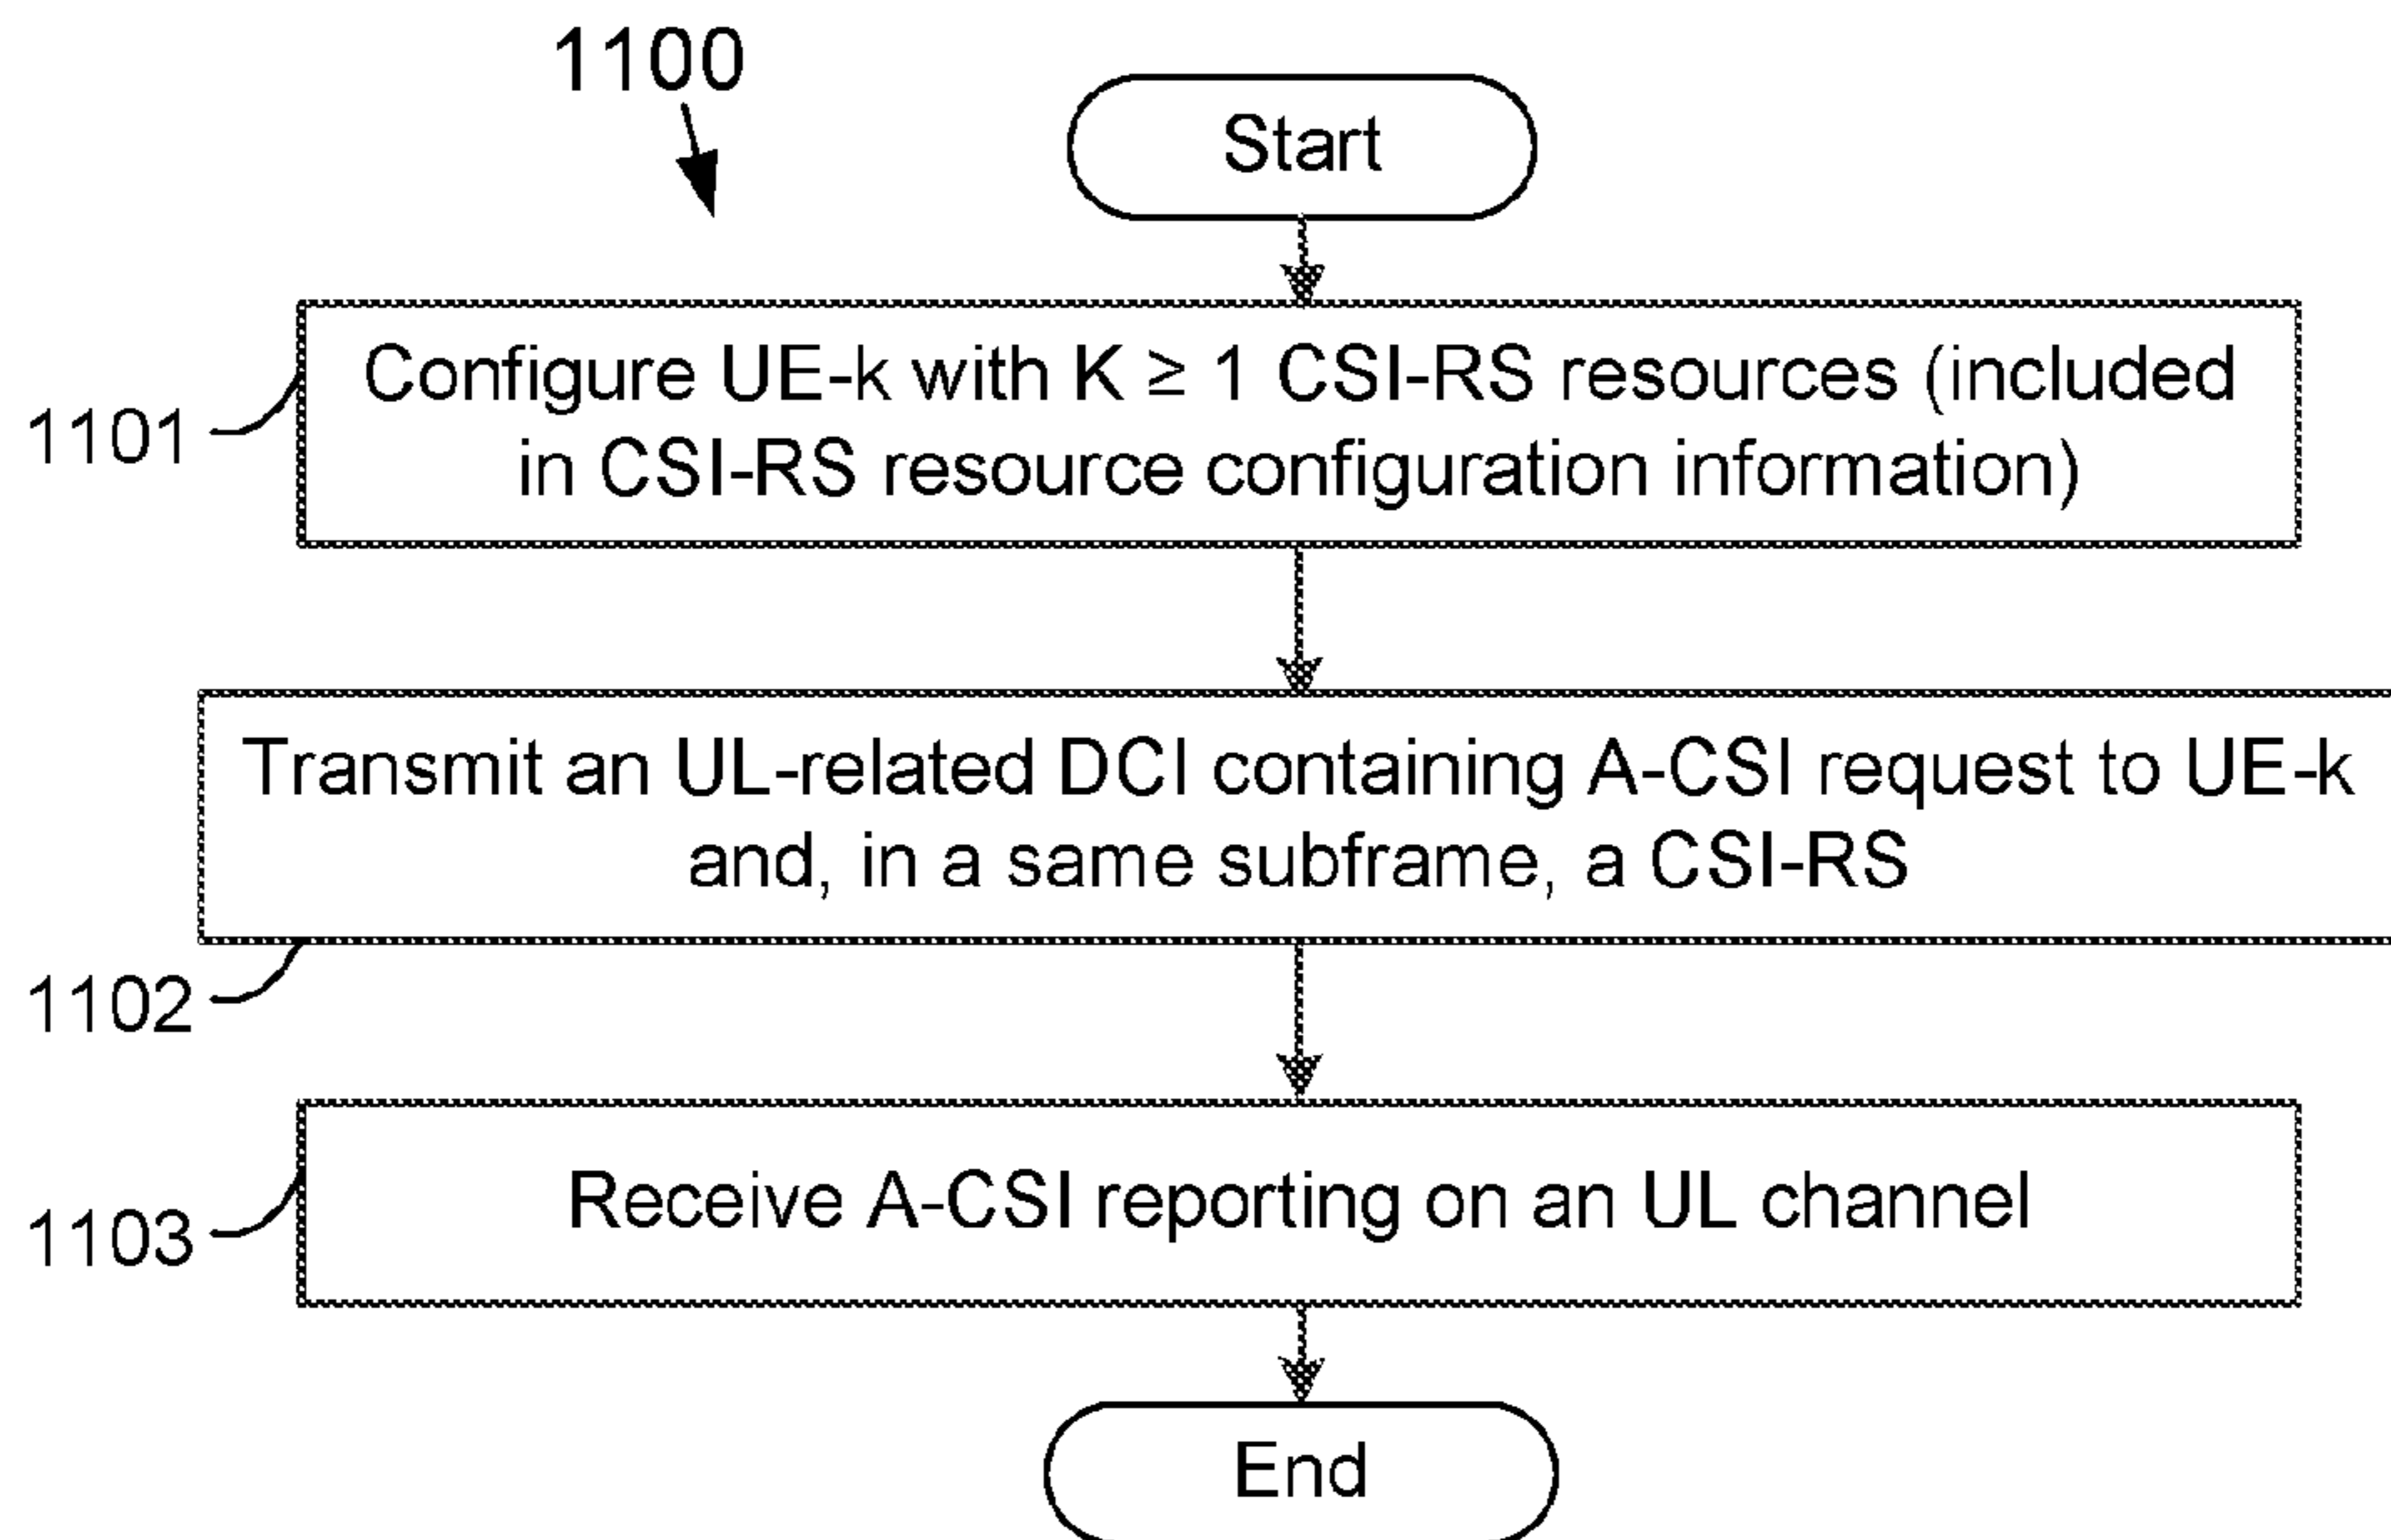 1100
Start
1101
Configure UE-k with K ≥ 1 CSI-RS resources (included
in CSI-RS resource configuration information)
Transmit an UL-related DCI containing A-CSI request to UE-k
and, in a same subframe, a CSI-RS
1102
Receive A-CSI reporting on an UL channel
1103
End